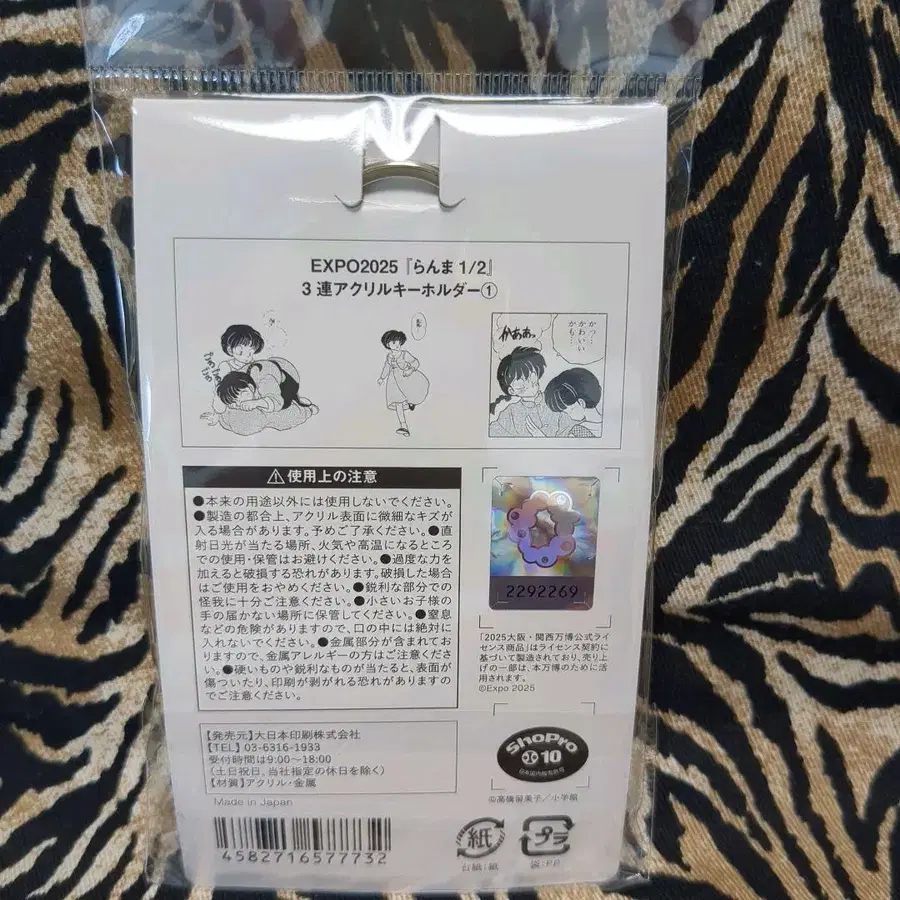 EXPO2025『らんま 1/2』
3 連アクリルキーホルダー①
かああっ
かっ…
かわいい
かも…
⚠使用上の注意
●本来の用途以外には使用しないでください。
●製造の都合上、アクリル表面に微細なキズが
入る場合があります。予めご了承ください。●直
射日光が当たる場所、火気や高温になるところ
での使用・保管はお避けください。●過度な力を
加えると破損する恐れがあります。破損した場合
はご使用をおやめください。●鋭利な部分での
怪我に十分ご注意ください。●小さいお子様の
手の届かない場所に保管してください。●窒息
などの危険がありますので、口の中には絶対に
入れないでください。●金属部分が含まれてお
りますので、金属アレルギーの方はご注意くださ
い。●硬いものや鋭利なものが当たると、表面が
傷ついたり、印刷が剥がれる恐れがありますの
でご注意ください。
2292269
「2025大阪・関西万博公式ライ
センス商品」はライセンス契約に
基づいて製造されており、売り上
げの一部は、本万博のために活
用されます。
©Expo 2025
【発売元】大日本印刷株式会社
【TEL】03-6316-1933
受付時間は9:00〜18:00
(土日祝日、当社指定の休日を除く)
【材質】アクリル・金属
Made in Japan
ShoPro
10
日本国内販売許可
©高橋留美子／小学館
4582716577732
紙
台紙:紙
プラ
袋:PP